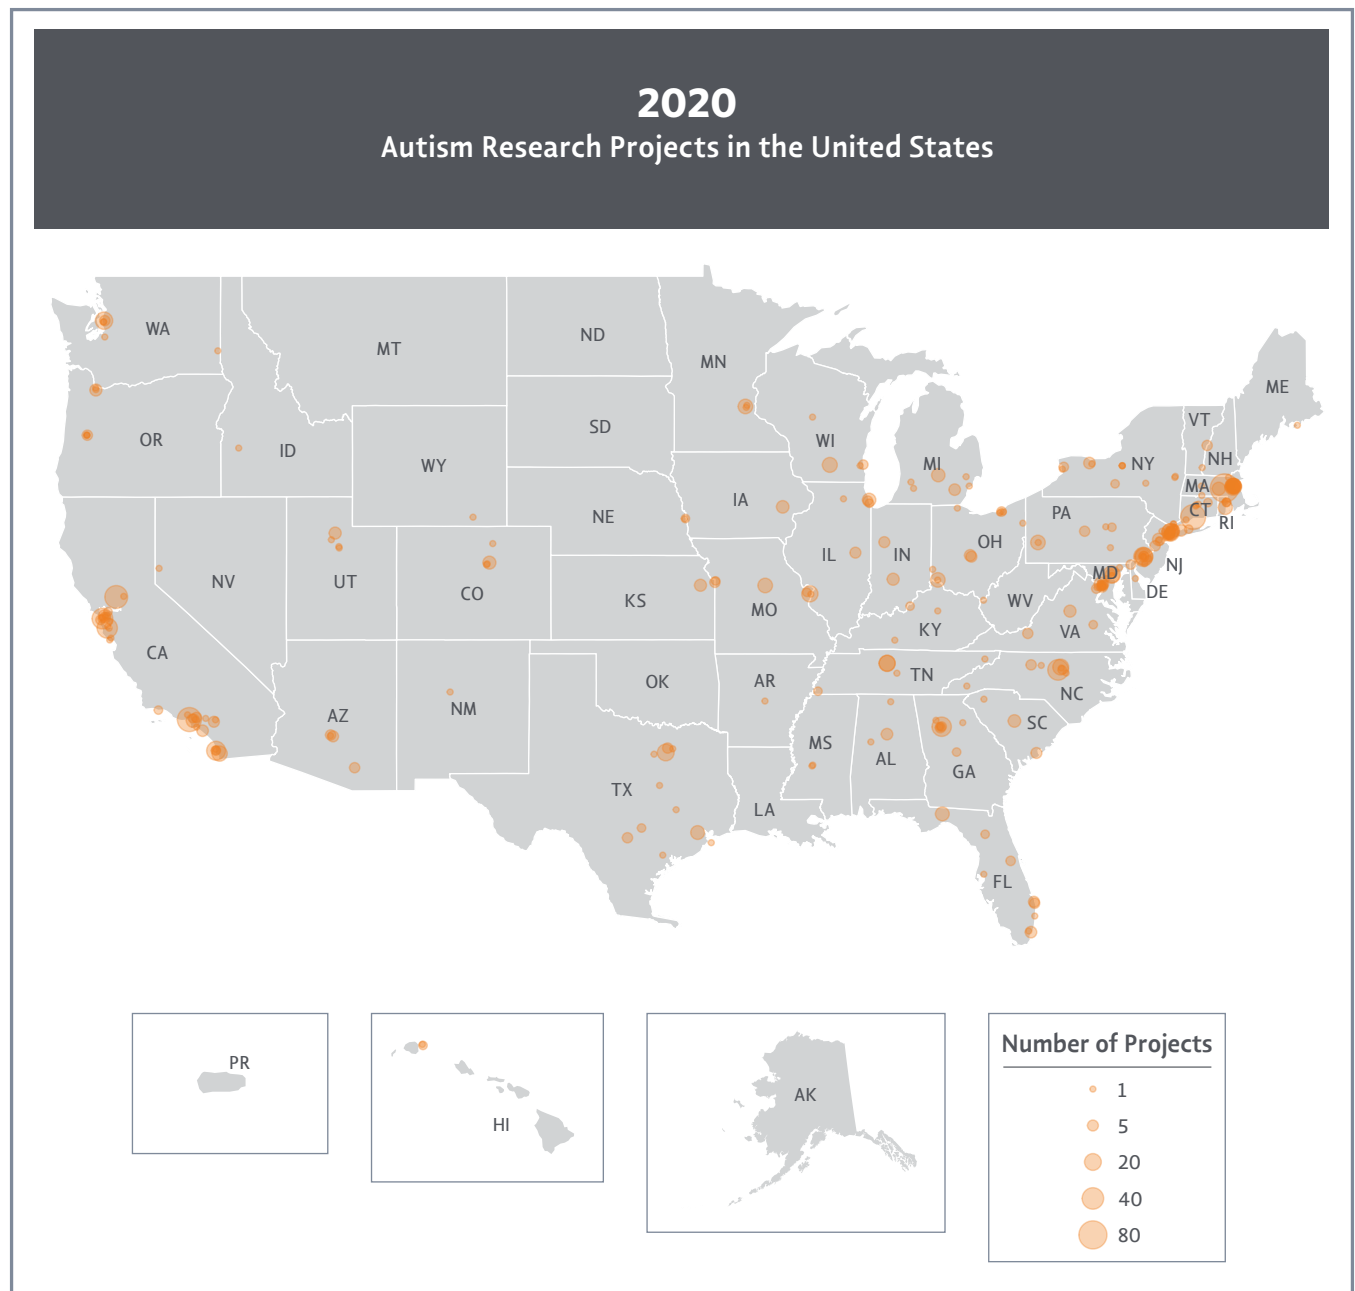 2020
Autism Research Projects in the United States
WA
MT
ND
MN
ME
VT
OR
ID
SD
WI
MI
NY
NH
WY
MA
IA
NE
PA
CT
RI
OH
IL
IN
NV
UT
CO
KS
MO
MD
NJ
DE
WV
VA
KY
CA
OK
AR
TN
NC
AZ
NM
MS
SC
AL
GA
TX
LA
FL
PR
HI
AK
Number of Projects
1
5
20
40
80